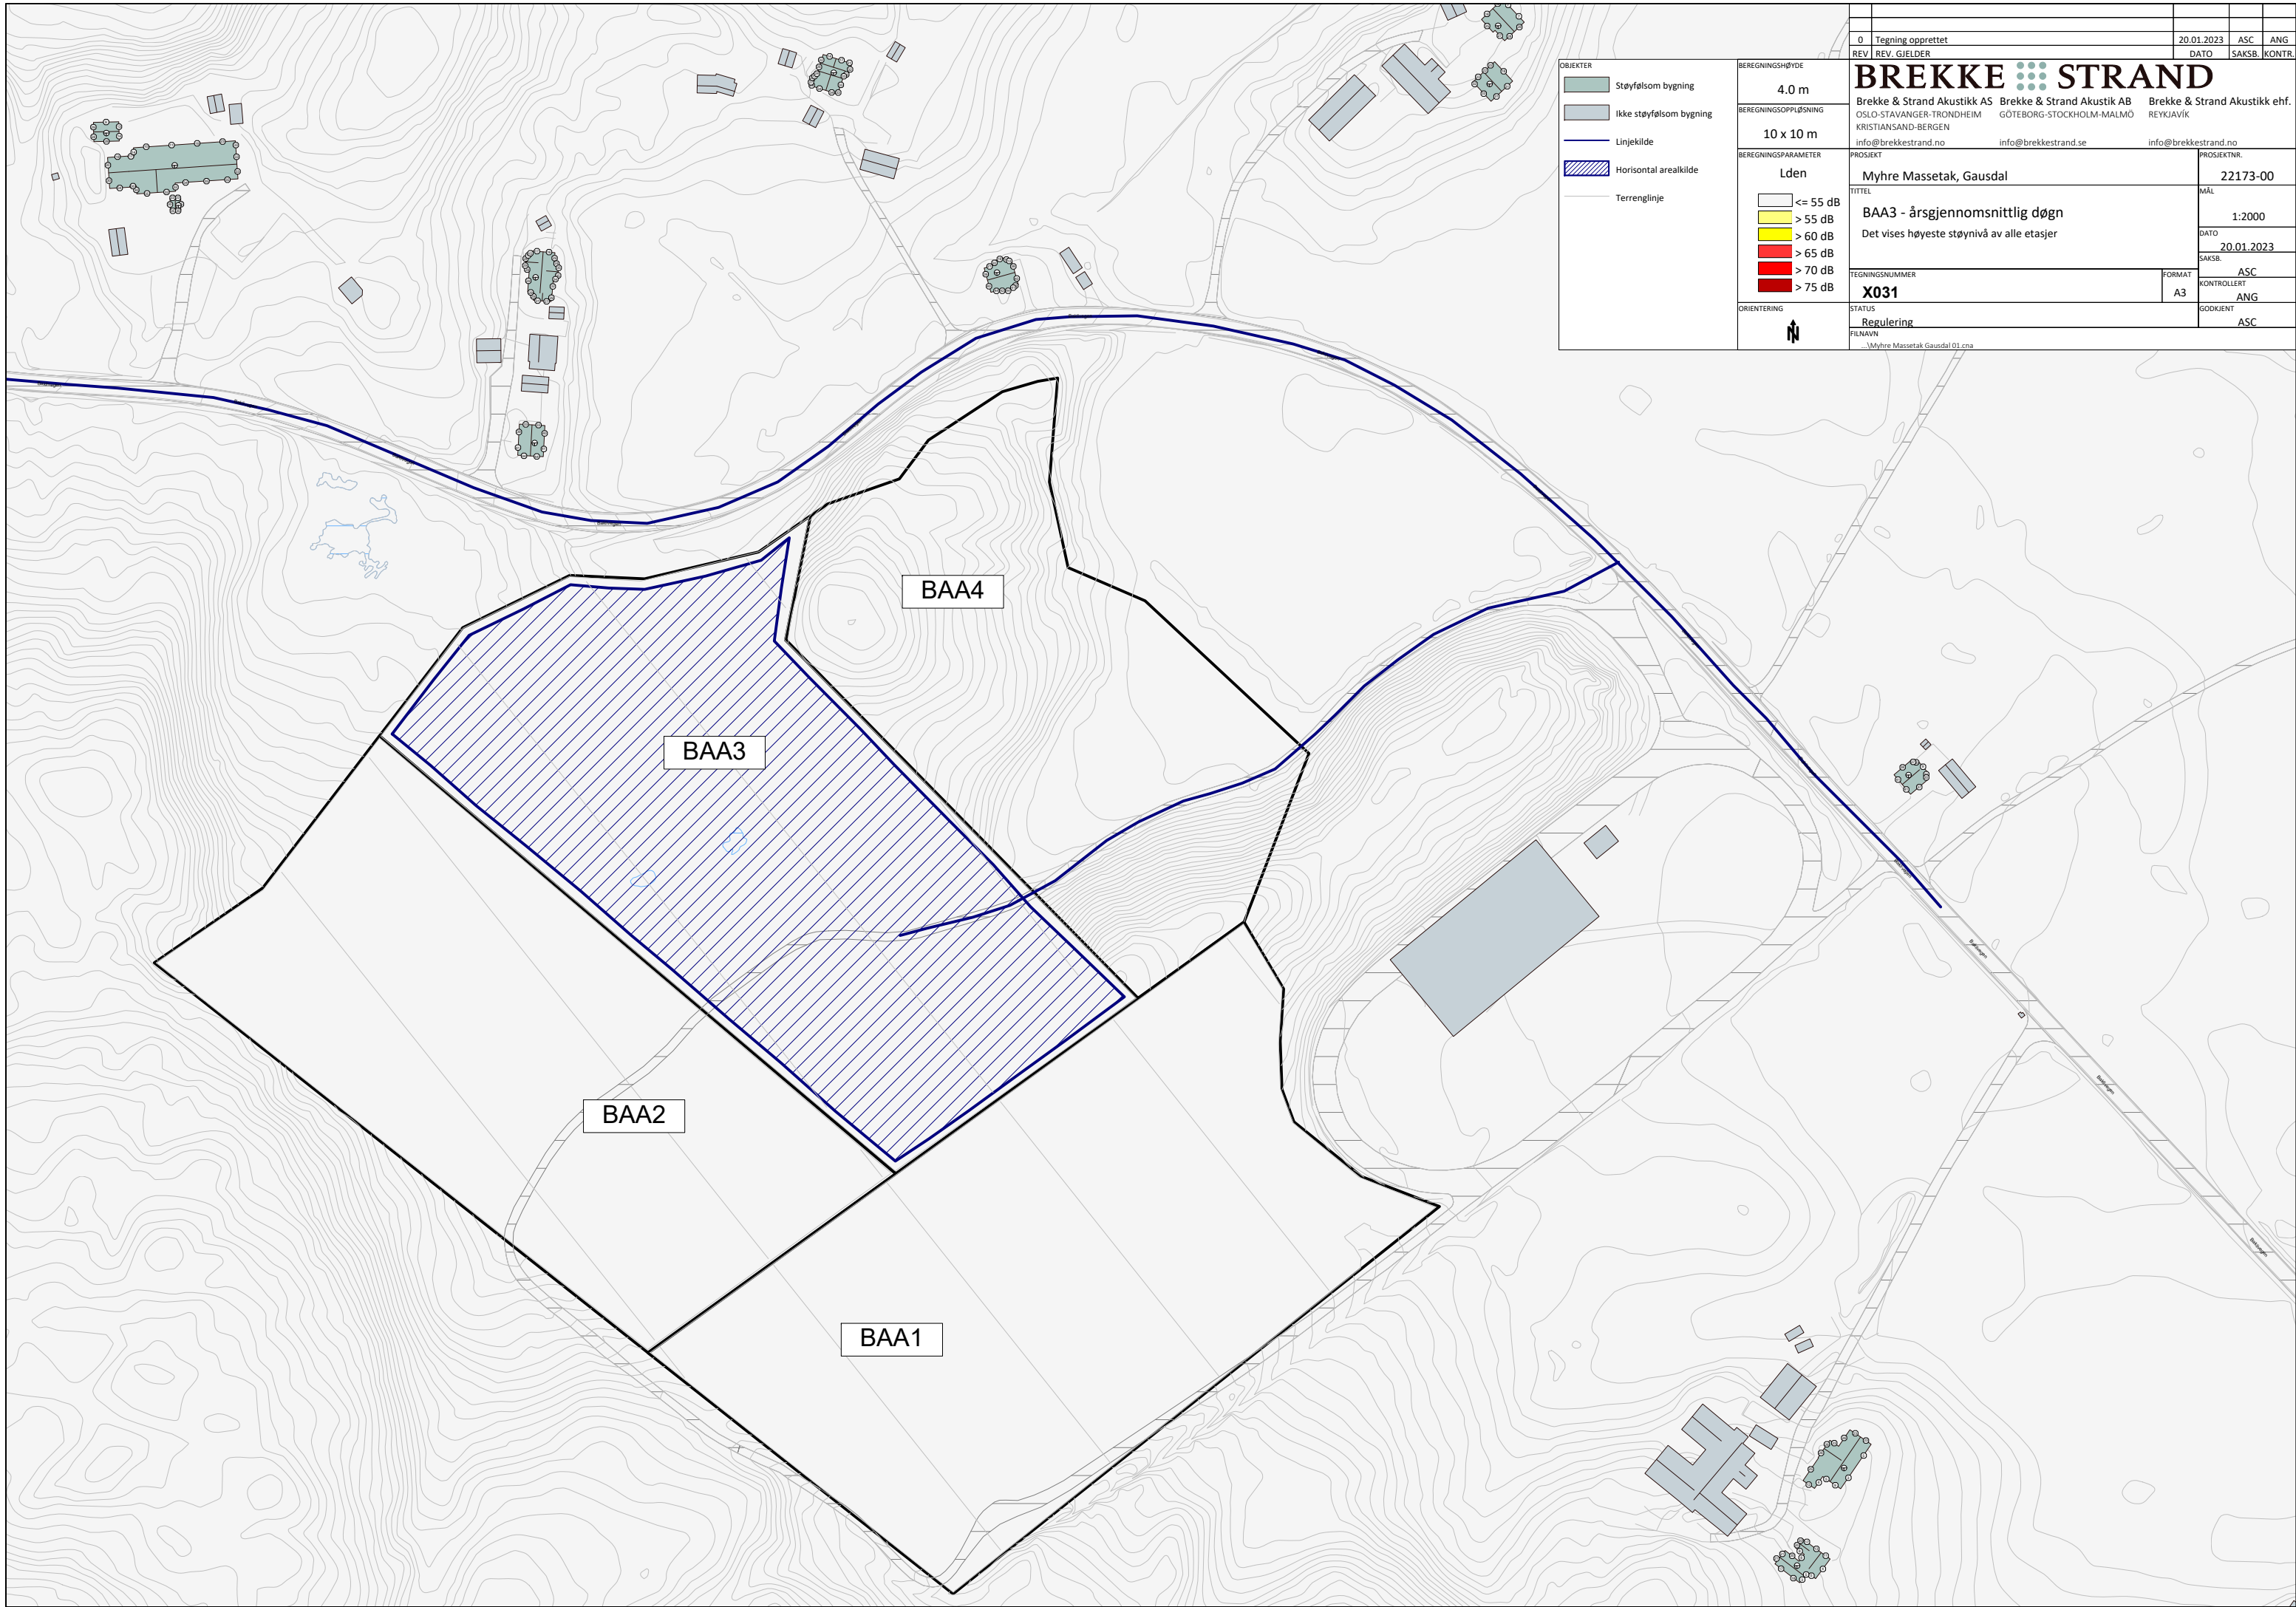 0 Tegning opprettet 20.01.2023 ASC ANG
REV REV. GJELDER DATO SAKSB. KONTR.
OBJEKTER
Støyfølsom bygning
Ikke støyfølsom bygning
Linjekilde
Horisontal arealkilde
Terrenglinje
BEREGNINGSHØYDE
4.0 m
BEREGNINGSOPPLØSNING
10 x 10 m
BEREGNINGSPARAMETER
Lden
<= 55 dB
> 55 dB
> 60 dB
> 65 dB
> 70 dB
> 75 dB
ORIENTERING
N
BREKKE STRAND
Brekke & Strand Akustikk AS Brekke & Strand Akustik AB Brekke & Strand Akustikk ehf.
OSLO-STAVANGER-TRONDHEIM GÖTEBORG-STOCKHOLM-MALMÖ REYKJAVÍK
KRISTIANSAND-BERGEN
info@brekkestrand.no info@brekkestrand.se info@brekkestrand.no
PROSJEKT
Myhre Massetak, Gausdal
PROSJEKTNR.
22173-00
TITTEL
BAA3 - årsgjennomsnittlig døgn
Det vises høyeste støynivå av alle etasjer
MÅL
1:2000
DATO
20.01.2023
SAKSB.
ASC
TEGNINGSNUMMER
X031
FORMAT
A3
KONTROLLERT
ANG
STATUS
Regulering
GODKJENT
ASC
FILNAVN
...\Myhre Massetak Gausdal 01.cna
BAA4
BAA3
BAA2
BAA1